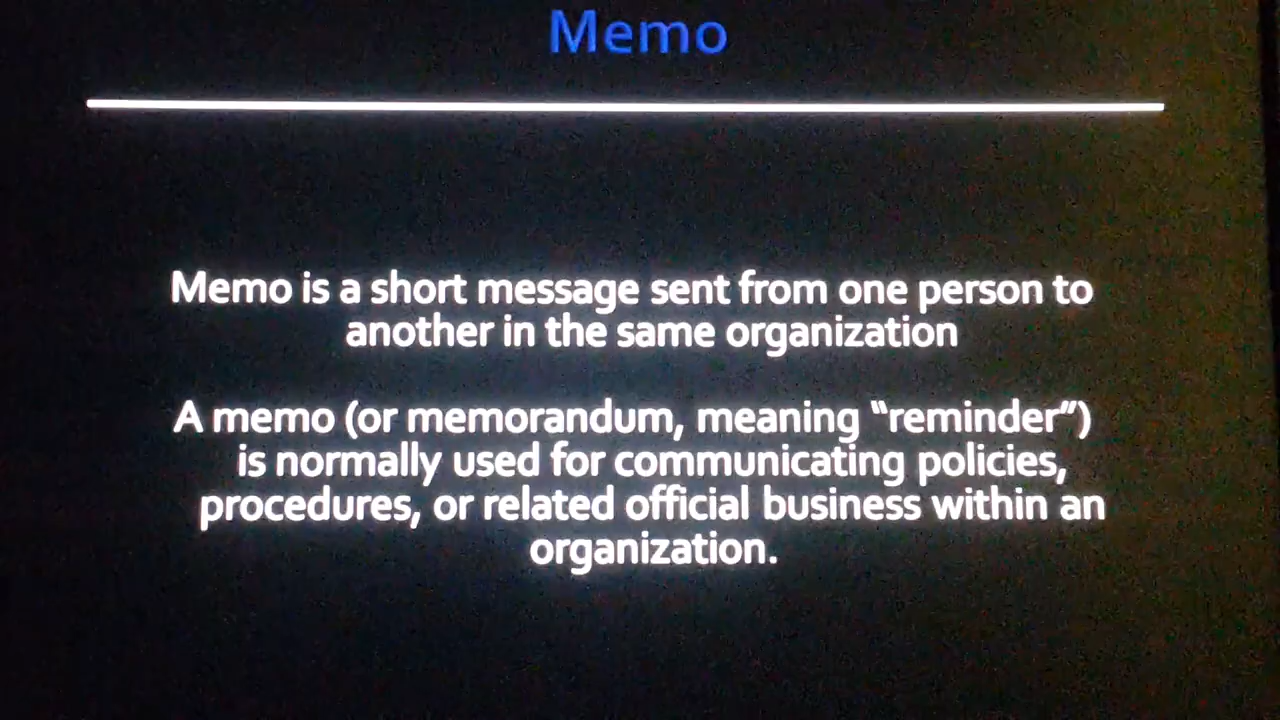 Memo
Memo is a short message sent from one person to
another in the same organization
A memo (or memorandum, meaning “reminder”)
is normally used for communicating policies,
procedures, or related official business within an
organization.